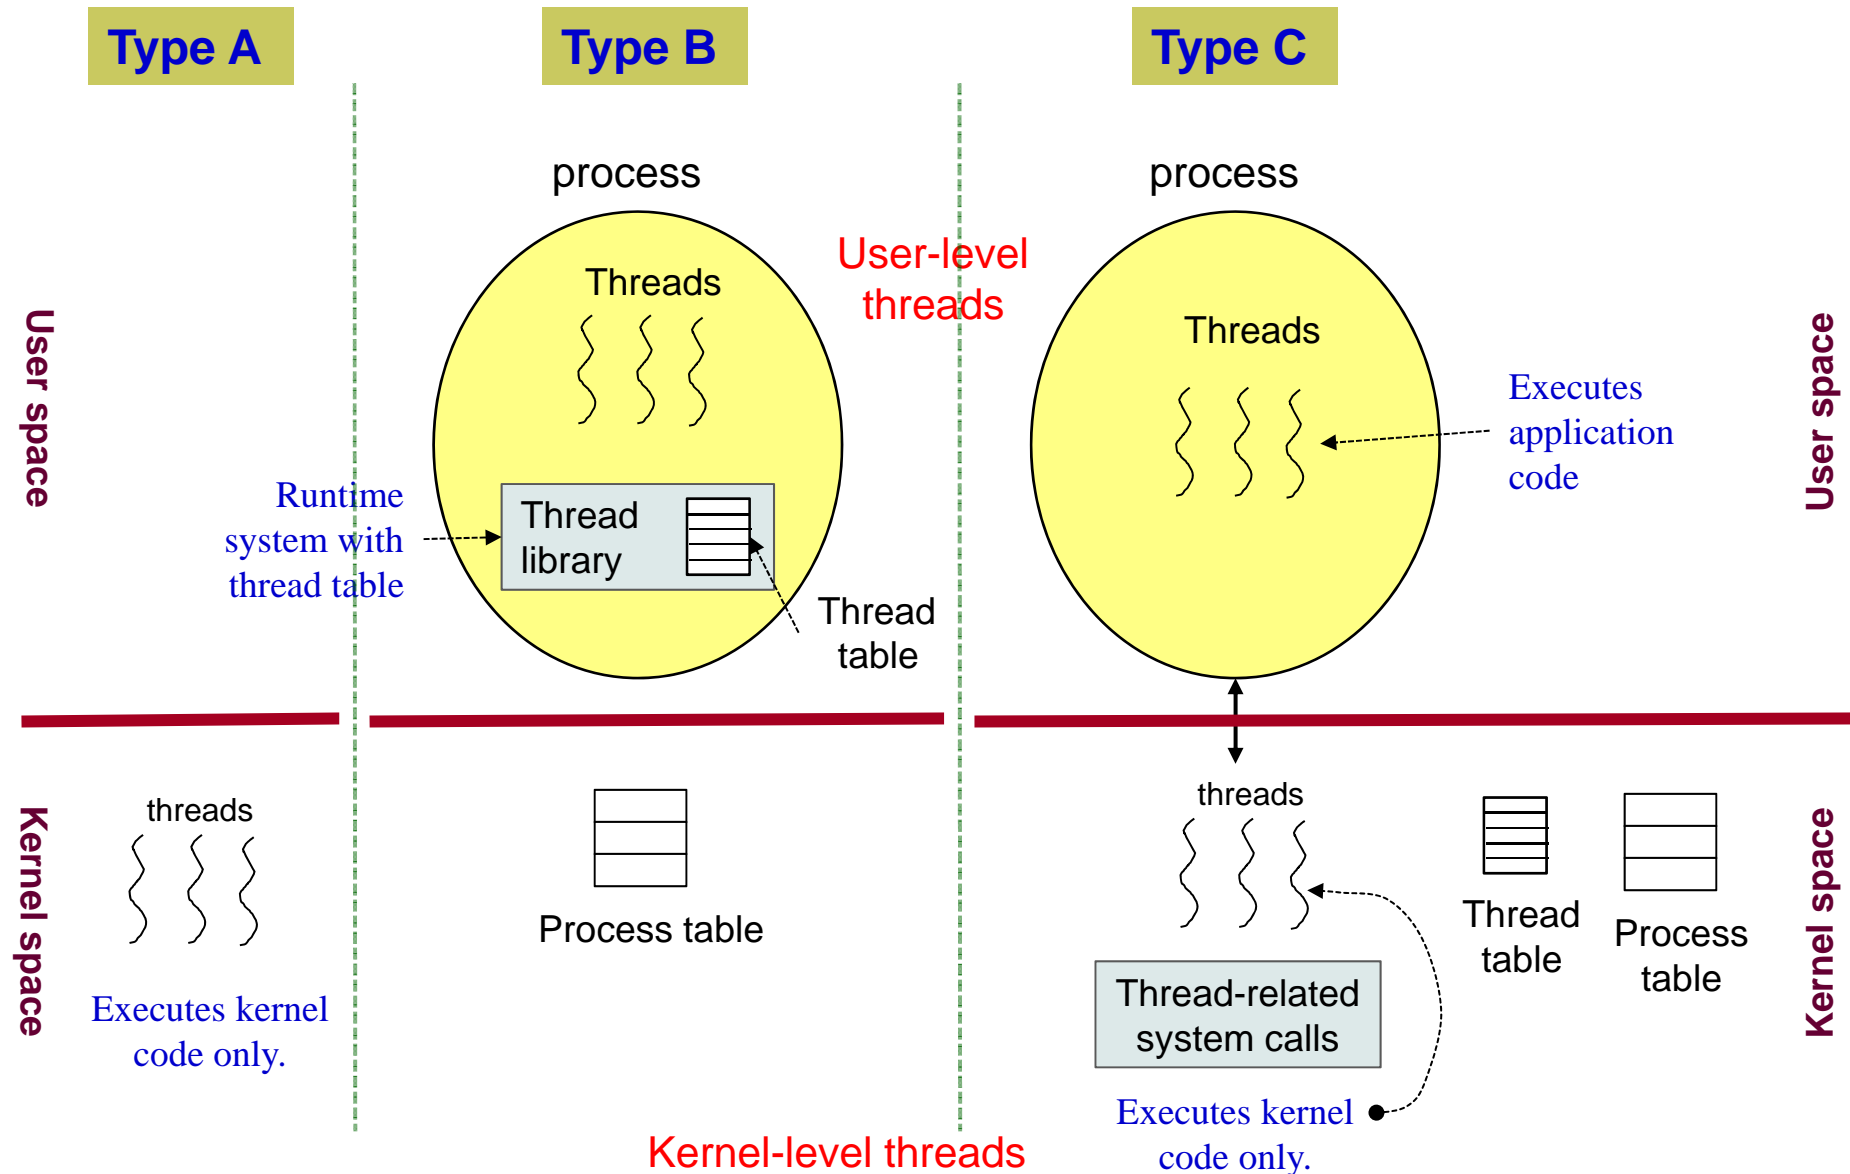 Type A
Type B
Type C
process
process
User-level
threads
Threads
Threads
User space
User space
Executes
application
code
Runtime
system with
thread table
Thread
library
Thread
table
threads
threads
Kernel space
Kernel space
Process table
Thread
table
Process
table
Executes kernel
code only.
Thread-related
system calls
Executes kernel
code only.
Kernel-level threads